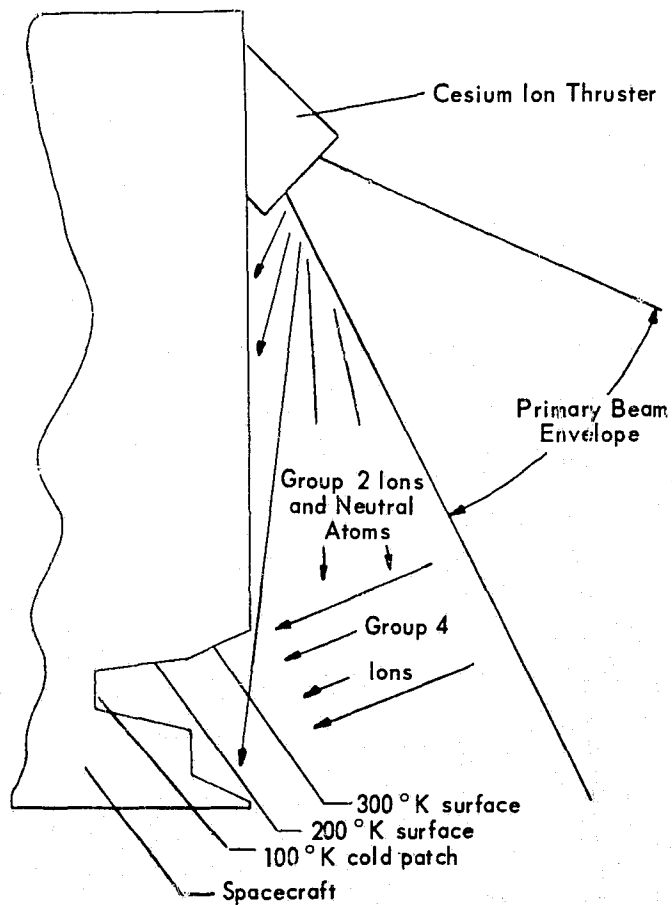 Cesium Ion Thruster
Primary Beam
Envelope
Group 2 Ions
and Neutral
Atoms
Group 4
Ions
300 °K surface
200 °K surface
100 °K cold patch
Spacecraft